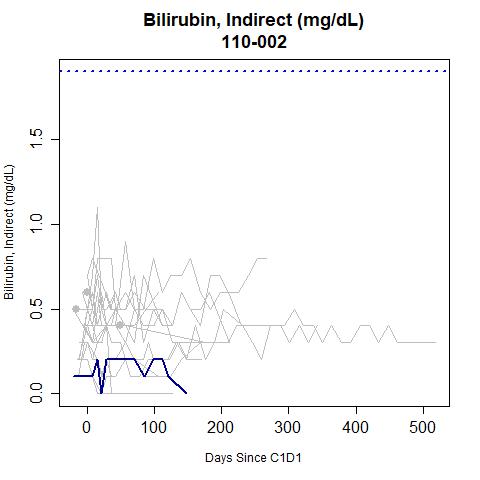 Bilirubin, Indirect (mg/dL)
110-002
Bilirubin, Indirect (mg/dL)
1.5
1.0
0.5
0.0
0 100 200 300 400 500
Days Since C1D1